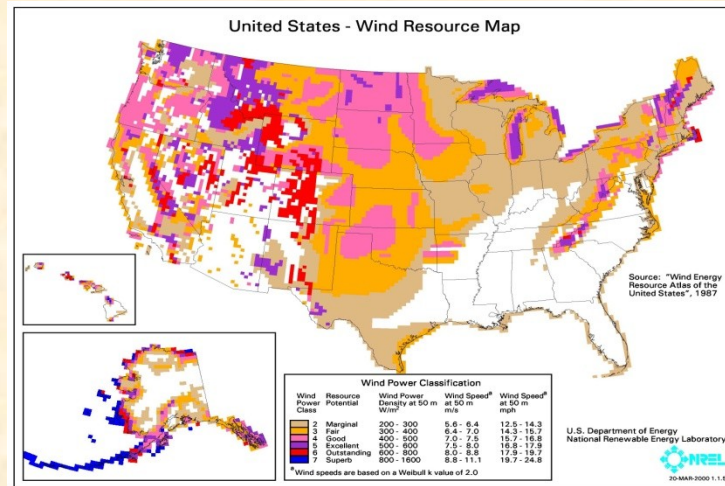 United States - Wind Resource Map
Source: "Wind Energy
Resource Atlas of the
United States", 1987
Wind Power Classification
Wind Power Class Resource Potential Wind Power Density at 50 m W/m² Wind Speedᵃ at 50 m m/s Wind Speedᵃ at 50 m mph
2 Marginal 200 - 300 5.6 - 6.4 12.5 - 14.3
3 Fair 300 - 400 6.4 - 7.0 14.3 - 15.7
4 Good 400 - 500 7.0 - 7.5 15.7 - 16.8
5 Excellent 500 - 600 7.5 - 8.0 16.8 - 17.9
6 Outstanding 600 - 800 8.0 - 8.8 17.9 - 19.7
7 Superb 800 - 1600 8.8 - 11.1 19.7 - 24.8
ᵃWind speeds are based on a Weibull k value of 2.0
U.S. Department of Energy
National Renewable Energy Laboratory
NREL
20-MAR-2000 1.1.8